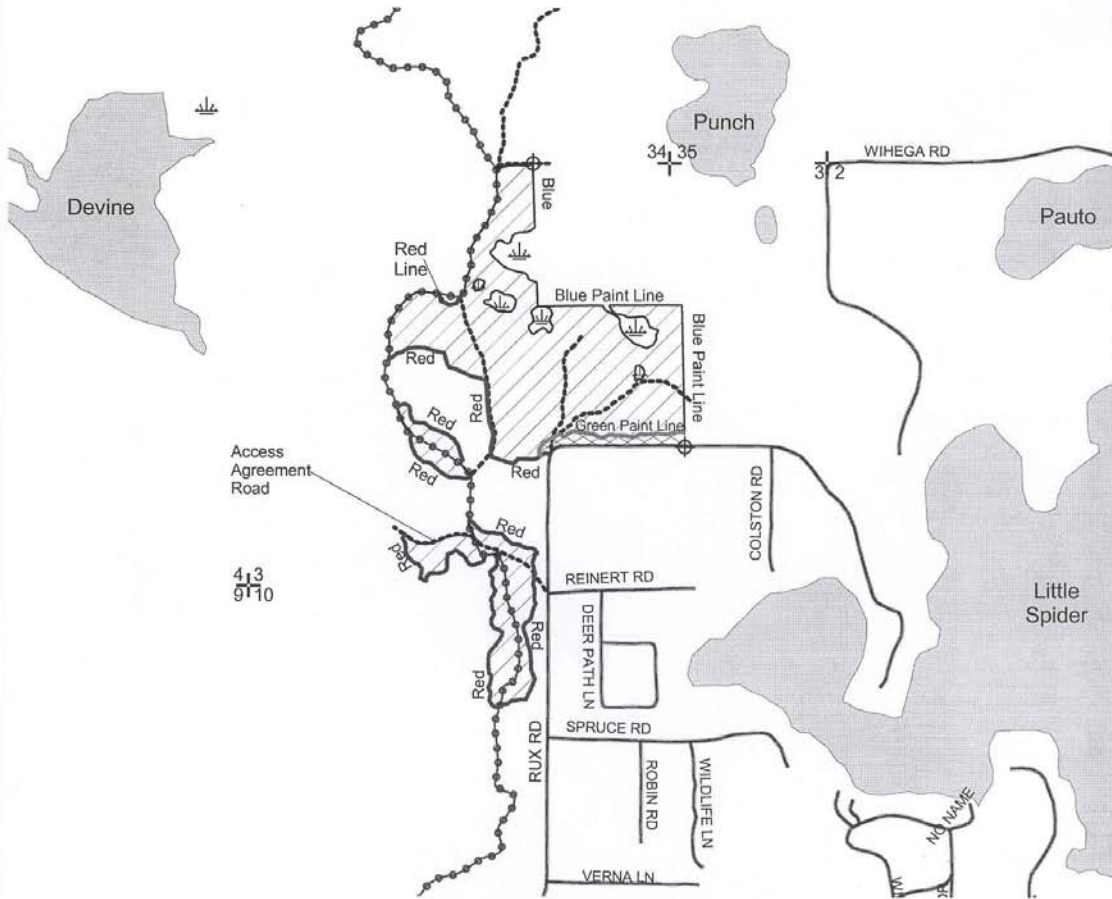 Punch
34 35
3 2
WIHEGA RD
Devine
Pauto
Blue
Red
Line
Blue Paint Line
Blue Paint Line
Red
Red
Red
Red
Green Paint Line
Red
Access
Agreement
Road
COLSTON RD
Red
Red
4 3
9 10
REINERT RD
DEER PATH LN
Little
Spider
Red
Red
RUX RD
SPRUCE RD
ROBIN RD
WILDLIFE LN
NO NAME
VERNA LN